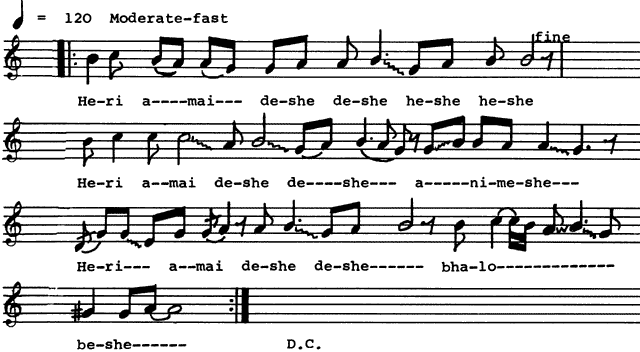 = 120 Moderate-fast
fine
He-ri a----mai--- de-she de-she he-she he-she
He-ri a--mai de-she de----she--- a-----ni-me-she---
He-ri--- a--mai de-she de-she------ bha-lo-------------
be-she------ D.C.